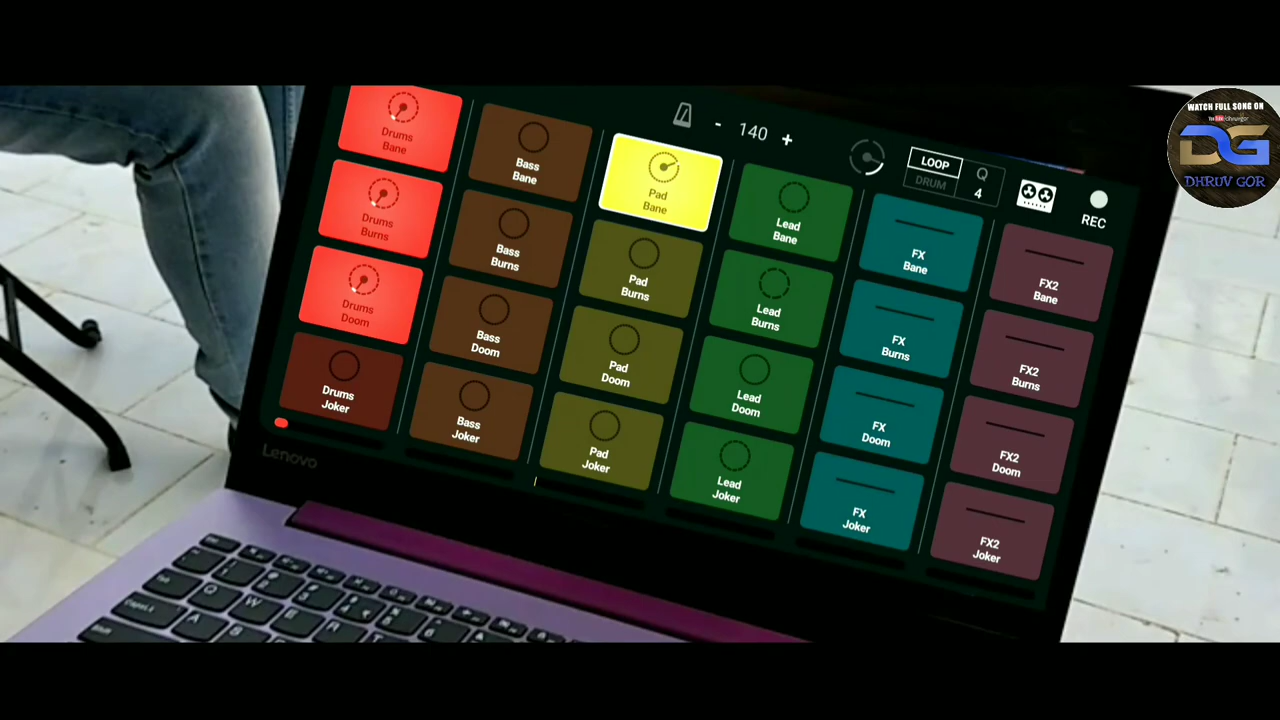 WATCH FULL SONG ON
DG
DHRUV GOR
- 140 +
LOOP
DRUM
Q
4
REC
Drums
Bane
Bass
Bane
Pad
Bane
Lead
Bane
FX
Bane
FX2
Bane
Drums
Burns
Bass
Burns
Pad
Burns
Lead
Burns
FX
Burns
FX2
Burns
Drums
Doom
Bass
Doom
Pad
Doom
Lead
Doom
FX
Doom
FX2
Doom
Drums
Joker
Bass
Joker
Pad
Joker
Lead
Joker
FX
Joker
FX2
Joker
Lenovo
Q
W
A